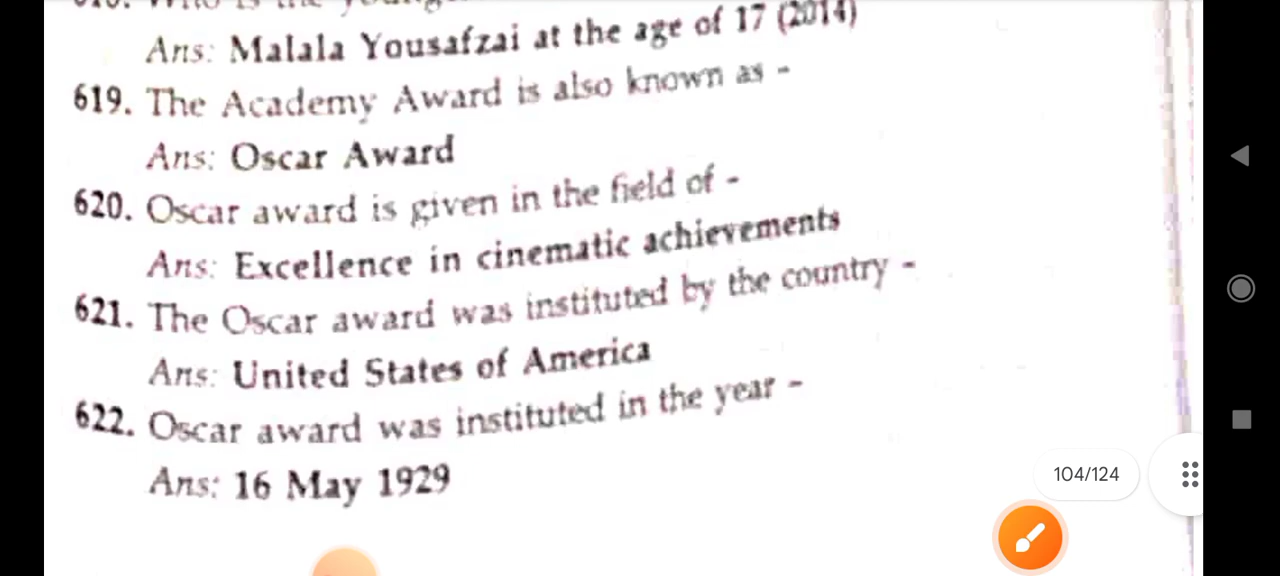 Who is the
Ans: Malala Yousafzai at the age of 17 (2014)
619. The Academy Award is also known as -
Ans: Oscar Award
620. Oscar award is given in the field of -
Ans: Excellence in cinematic achievements
621. The Oscar award was instituted by the country -
Ans: United States of America
622. Oscar award was instituted in the year -
Ans: 16 May 1929
104/124